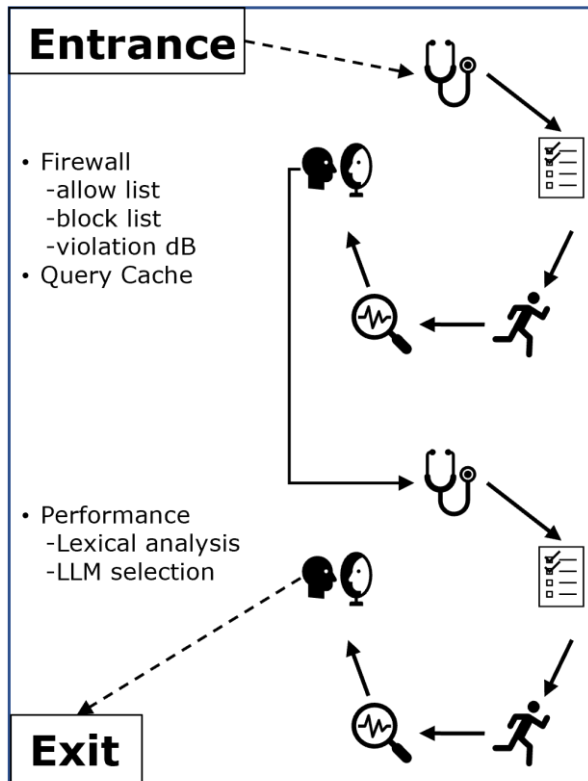 Entrance
• Firewall
-allow list
-block list
-violation dB
• Query Cache
• Performance
-Lexical analysis
-LLM selection
Exit